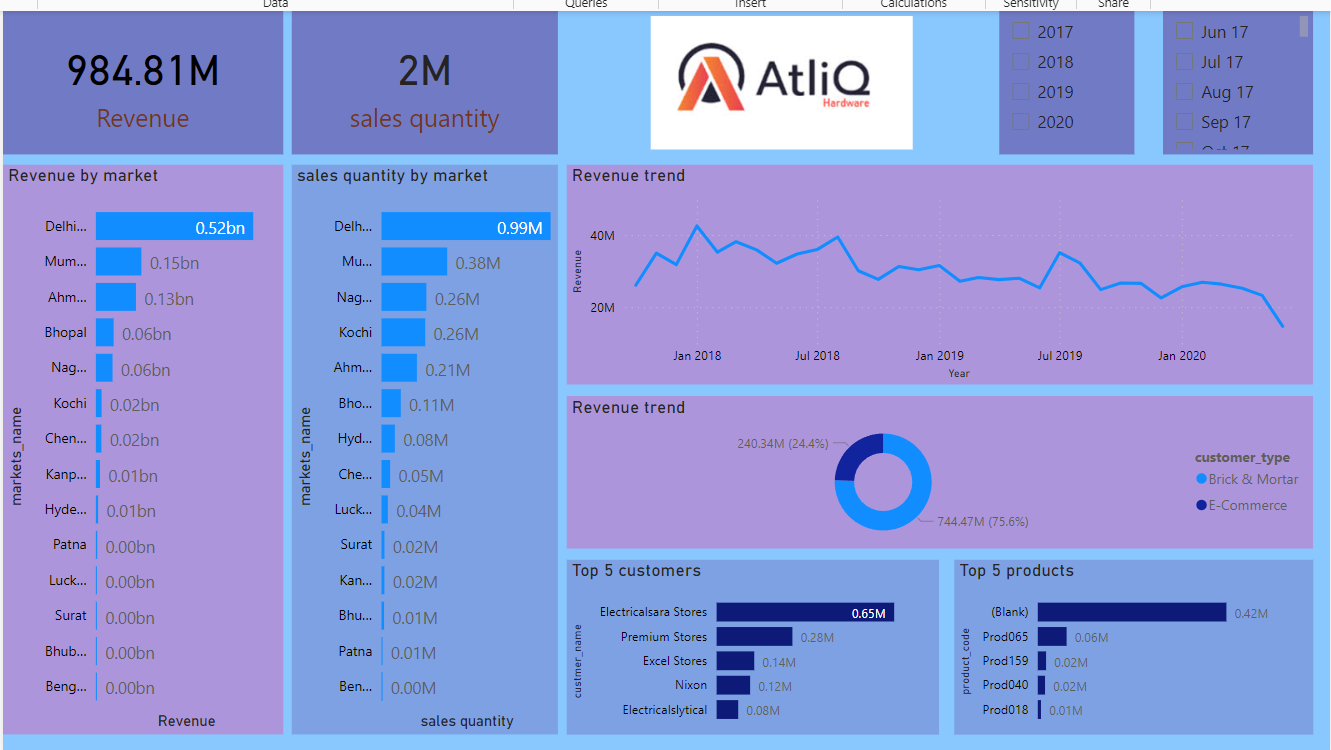 Data
Queries
Insert
Calculations
Sensitivity
Share
984.81M
Revenue
2M
sales quantity
AtliQ
Hardware
2017
2018
2019
2020
Jun 17
Jul 17
Aug 17
Sep 17
Oct 17
Revenue by market
markets_name
Delhi... 0.52bn
Mum... 0.15bn
Ahm... 0.13bn
Bhopal 0.06bn
Nag... 0.06bn
Kochi 0.02bn
Chen... 0.02bn
Kanp... 0.01bn
Hyde... 0.01bn
Patna 0.00bn
Luck... 0.00bn
Surat 0.00bn
Bhub... 0.00bn
Beng... 0.00bn
Revenue
sales quantity by market
markets_name
Delh... 0.99M
Mu... 0.38M
Nag... 0.26M
Kochi 0.26M
Ahm... 0.21M
Bho... 0.11M
Hyd... 0.08M
Che... 0.05M
Luck... 0.04M
Surat 0.02M
Kan... 0.02M
Bhu... 0.01M
Patna 0.01M
Ben... 0.00M
sales quantity
Revenue trend
Revenue
40M
20M
Jan 2018 Jul 2018 Jan 2019 Jul 2019 Jan 2020
Year
Revenue trend
240.34M (24.4%)
744.47M (75.6%)
customer_type
Brick & Mortar
E-Commerce
Top 5 customers
custmer_name
Electricalsara Stores 0.65M
Premium Stores 0.28M
Excel Stores 0.14M
Nixon 0.12M
Electricalslytical 0.08M
Top 5 products
product_code
(Blank) 0.42M
Prod065 0.06M
Prod159 0.02M
Prod040 0.02M
Prod018 0.01M